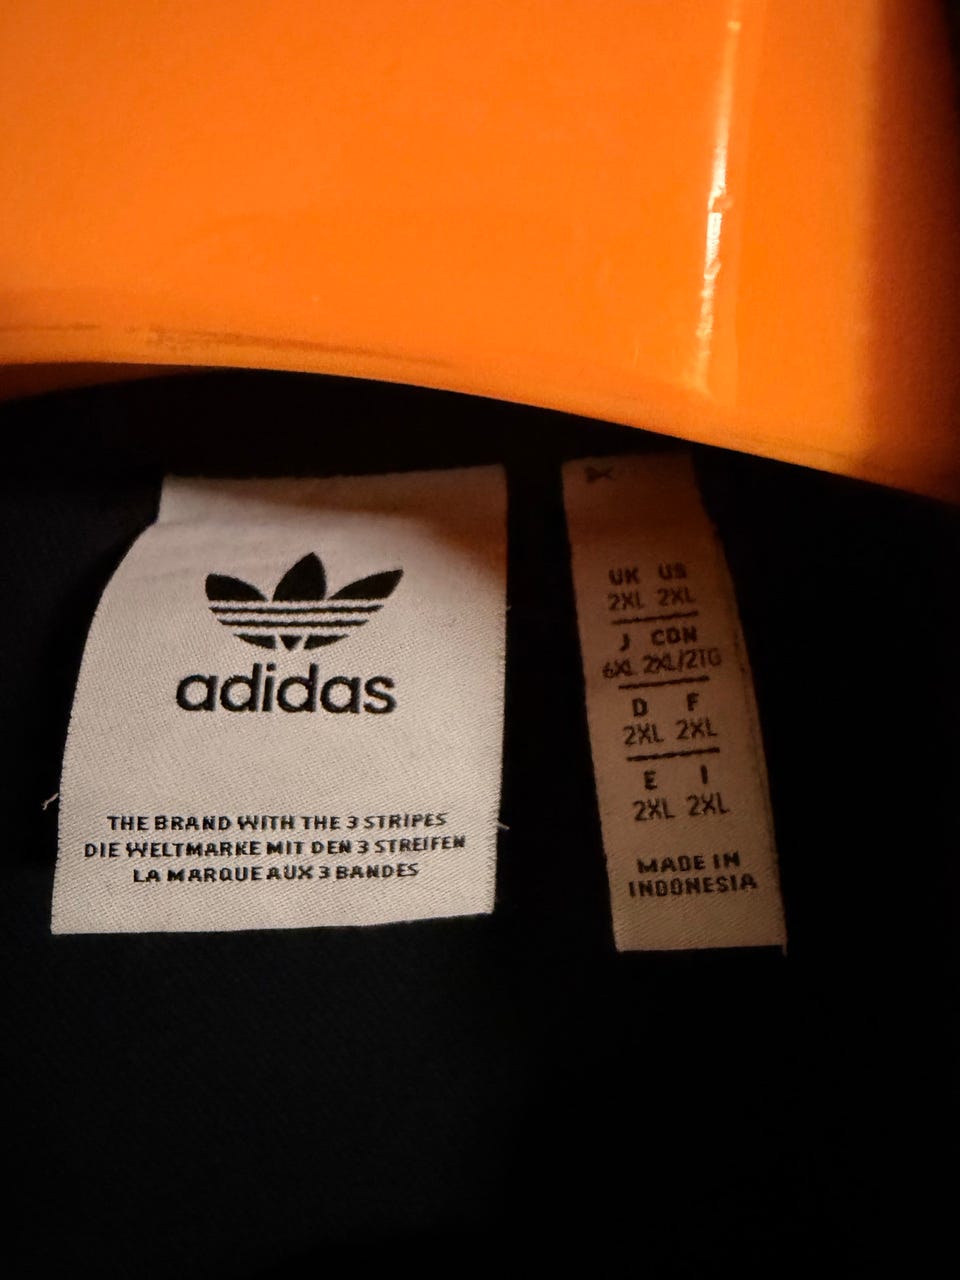 adidas
THE BRAND WITH THE 3 STRIPES
DIE WELTMARKE MIT DEN 3 STREIFEN
LA MARQUE AUX 3 BANDES
UK US
2XL 2XL
J CDN
6XL 2XL/2TG
D F
2XL 2XL
E I
2XL 2XL
MADE IN
INDONESIA